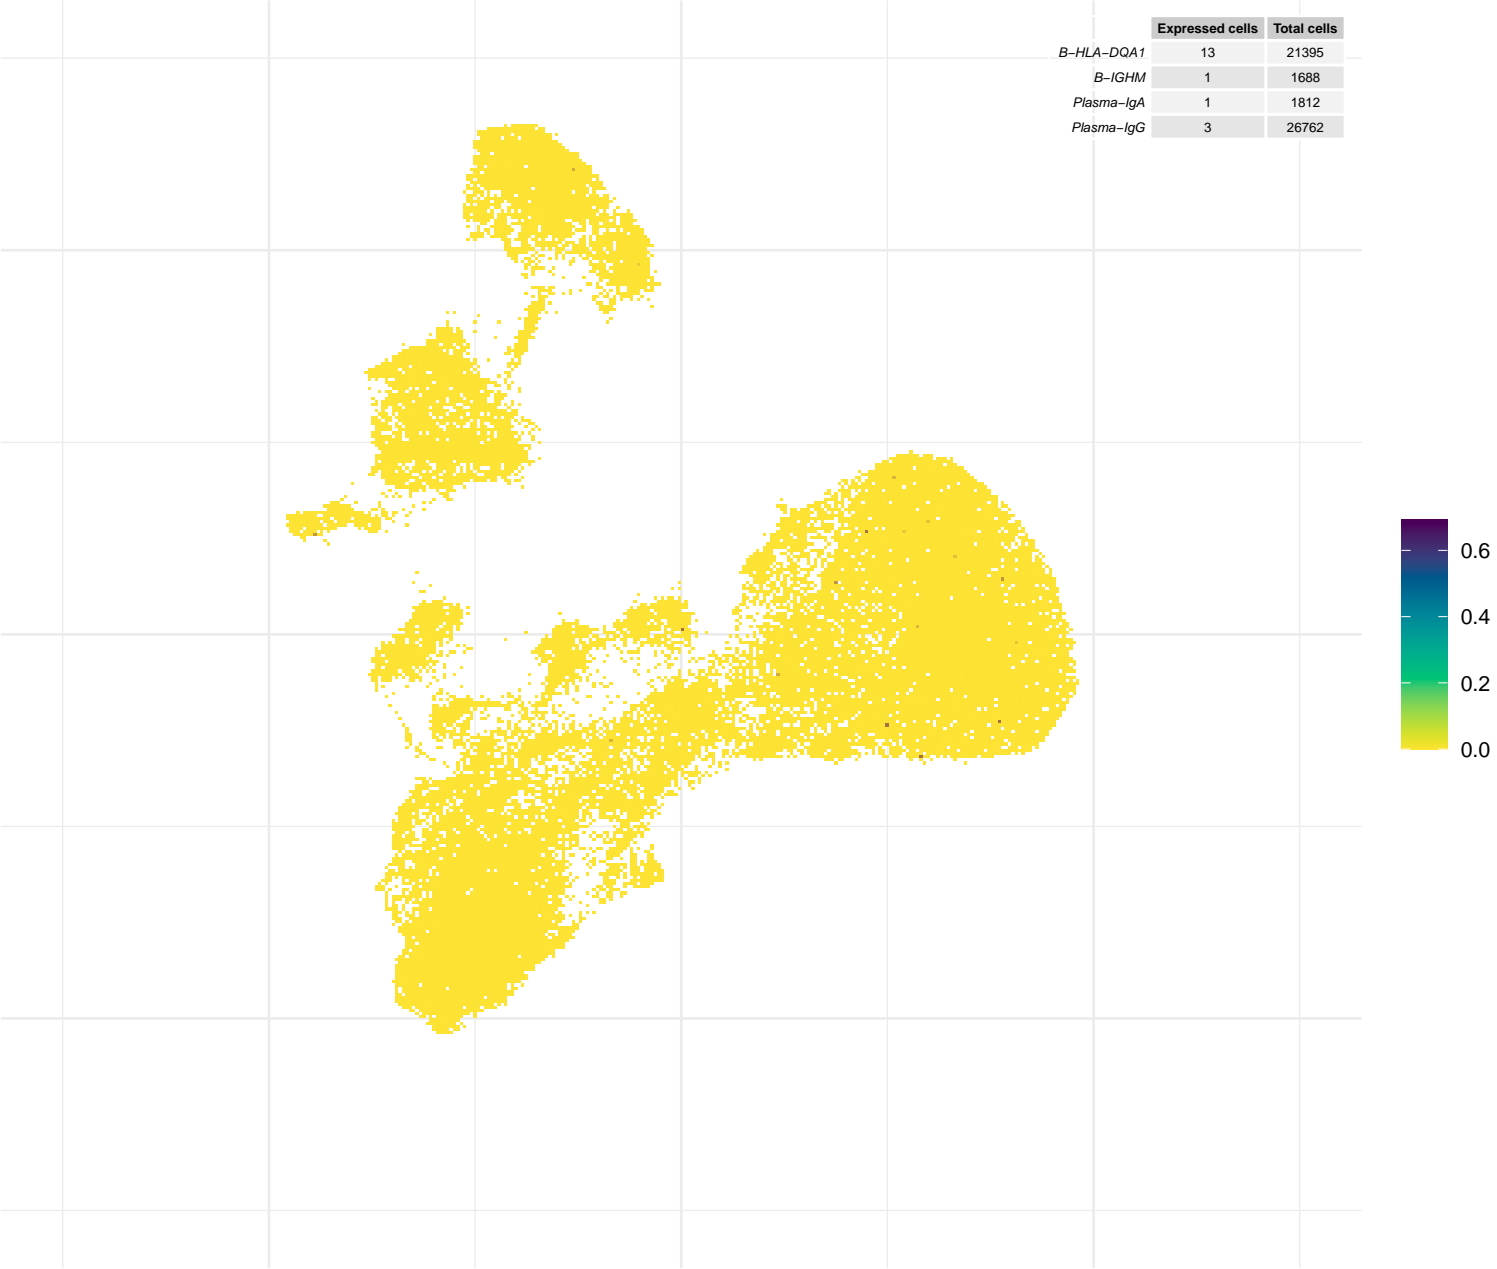 Expressed cells Total cells
B−HLA−DQA1 13 21395
B−IGHM 1 1688
Plasma−IgA 1 1812
Plasma−IgG 3 26762
0.6
0.4
0.2
0.0